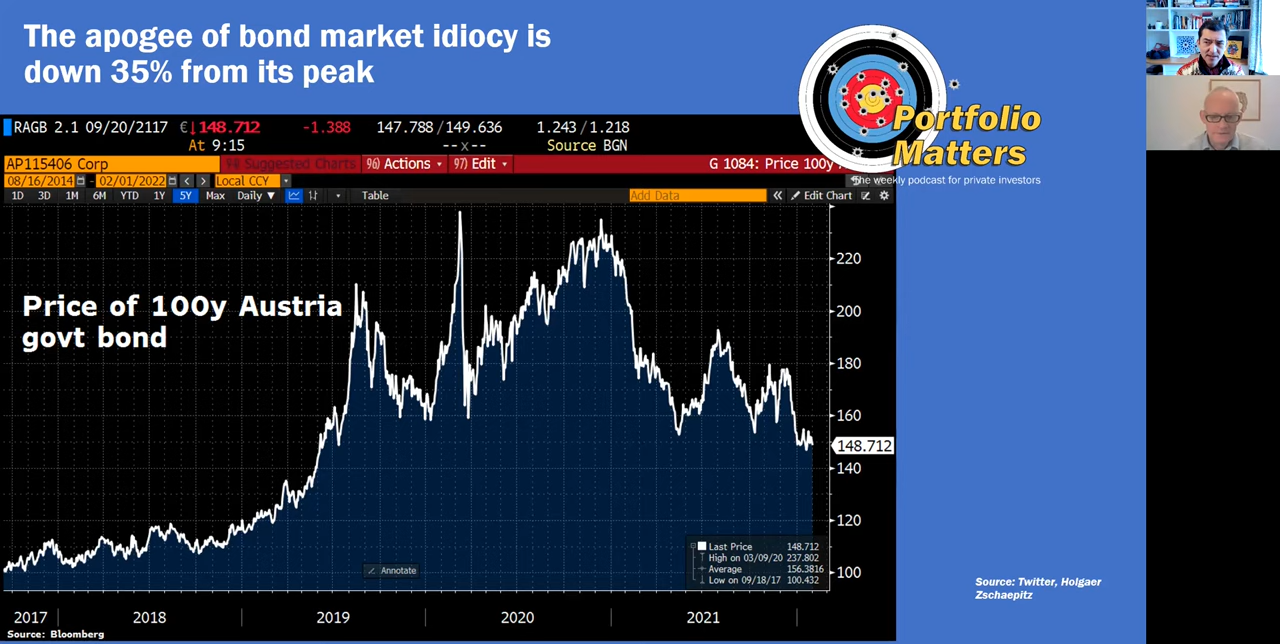 The apogee of bond market idiocy is
down 35% from its peak
Portfolio
Matters
The weekly podcast for private investors
RAGB 2.1 09/20/2117 €↓148.712 -1.388 147.788/149.636 1.243/1.218
At 9:15 --x-- Source BGN
AP115406 Corp 98) Suggested Charts 96) Actions 97) Edit G 1084: Price 100y
08/16/2014 - 02/01/2022 Local CCY
1D 3D 1M 6M YTD 1Y 5Y Max Daily ▼ Table Add Data « Edit Chart
Price of 100y Austria
govt bond
220
200
180
160
148.712
140
120
100
Last Price 148.712
High on 03/09/20 237.802
Average 156.3816
Low on 09/18/17 100.432
Annotate
2017 2018 2019 2020 2021
Source: Bloomberg
Source: Twitter, Holgaer
Zschaepitz